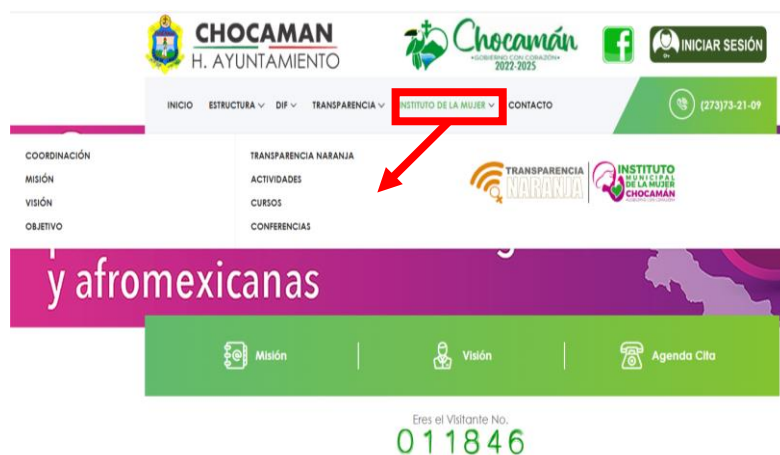 CHOCAMAN
H. AYUNTAMIENTO
Chocamán
•GOBIERNO CON CORAZÓN•
2022-2025
INICIAR SESIÓN
INICIO ESTRUCTURA DIF TRANSPARENCIA INSTITUTO DE LA MUJER CONTACTO
(273)73-21-09
COORDINACIÓN
MISIÓN
VISIÓN
OBJETIVO
TRANSPARENCIA NARANJA
ACTIVIDADES
CURSOS
CONFERENCIAS
TRANSPARENCIA
NARANJA
INSTITUTO
MUNICIPAL
DE LA MUJER
CHOCAMÁN
y afromexicanas
Misión
Visión
Agenda Cita
Eres el Visitante No.
011846